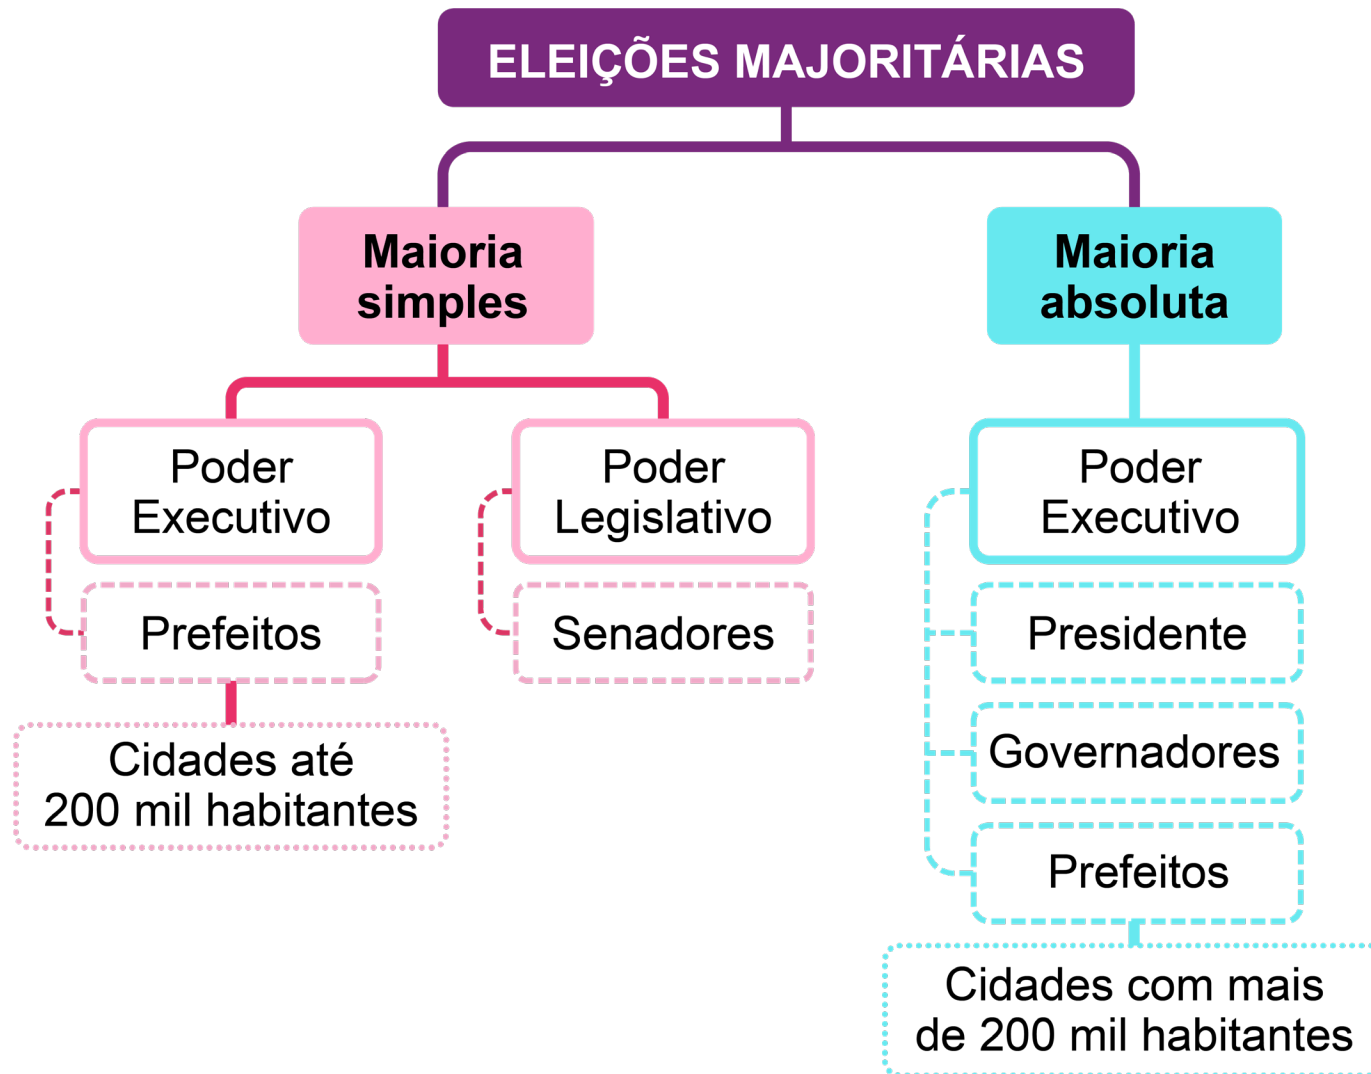 ELEIÇÕES MAJORITÁRIAS
Maioria
simples
Poder
Executivo
Prefeitos
Cidades até
200 mil habitantes
Poder
Legislativo
Senadores
Maioria
absoluta
Poder
Executivo
Presidente
Governadores
Prefeitos
Cidades com mais
de 200 mil habitantes